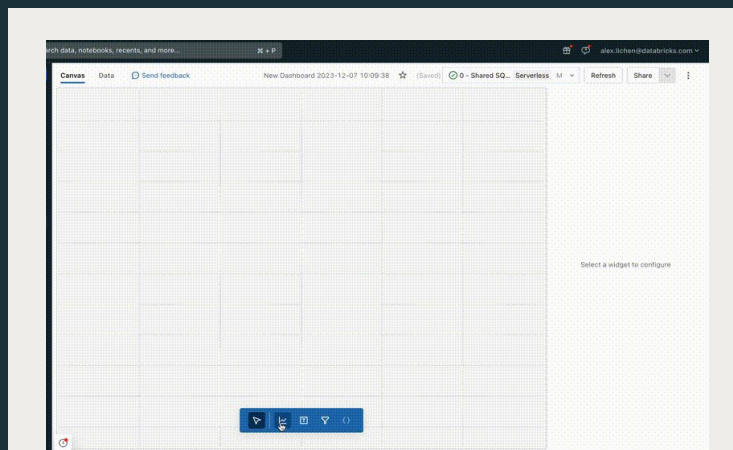 rch data, notebooks, recents, and more... ⌘ + P alex.lichen@databricks.com
Canvas Data Send feedback New Dashboard 2023-12-07 10:09:38 (Saved) 0 - Shared SQ... Serverless M Refresh Share
Select a widget to configure